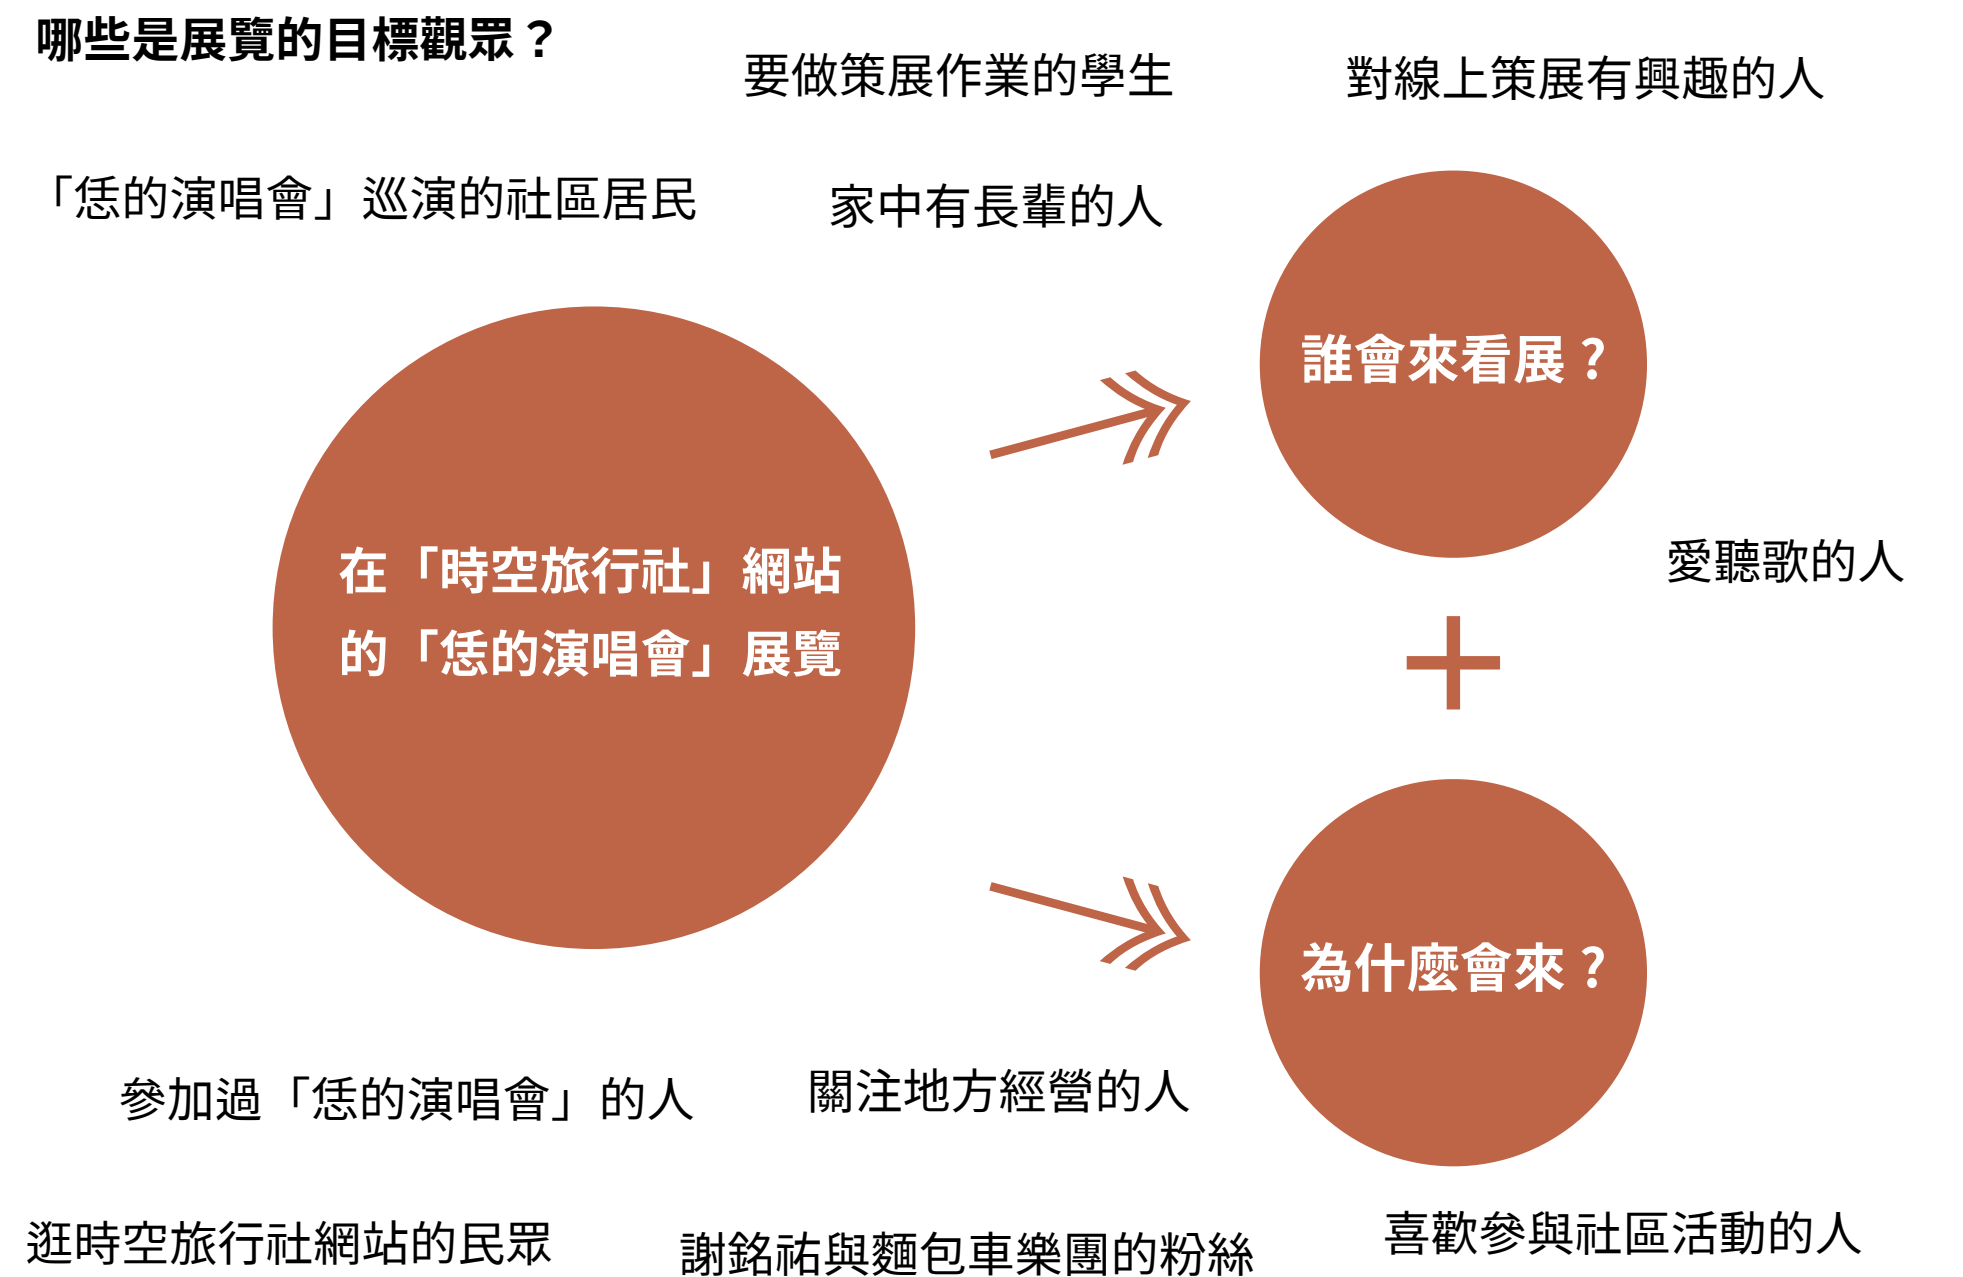 哪些是展覽的目標觀眾？
要做策展作業的學生
對線上策展有興趣的人
「恁的演唱會」巡演的社區居民
家中有長輩的人
誰會來看展？
在「時空旅行社」網站
的「恁的演唱會」展覽
愛聽歌的人
為什麼會來？
參加過「恁的演唱會」的人
關注地方經營的人
逛時空旅行社網站的民眾
謝銘祐與麵包車樂團的粉絲
喜歡參與社區活動的人